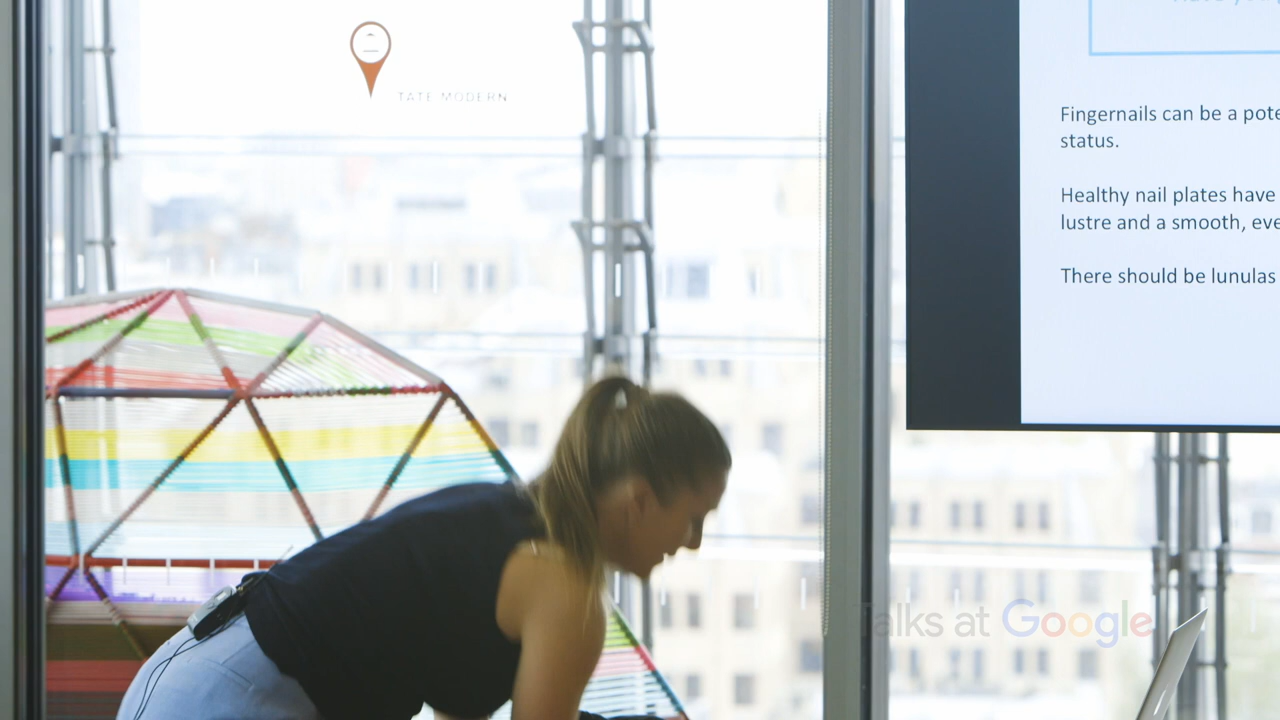 TATE MODERN
Fingernails can be a pote
status.
Healthy nail plates have
lustre and a smooth, eve
There should be lunulas
Talks at Google